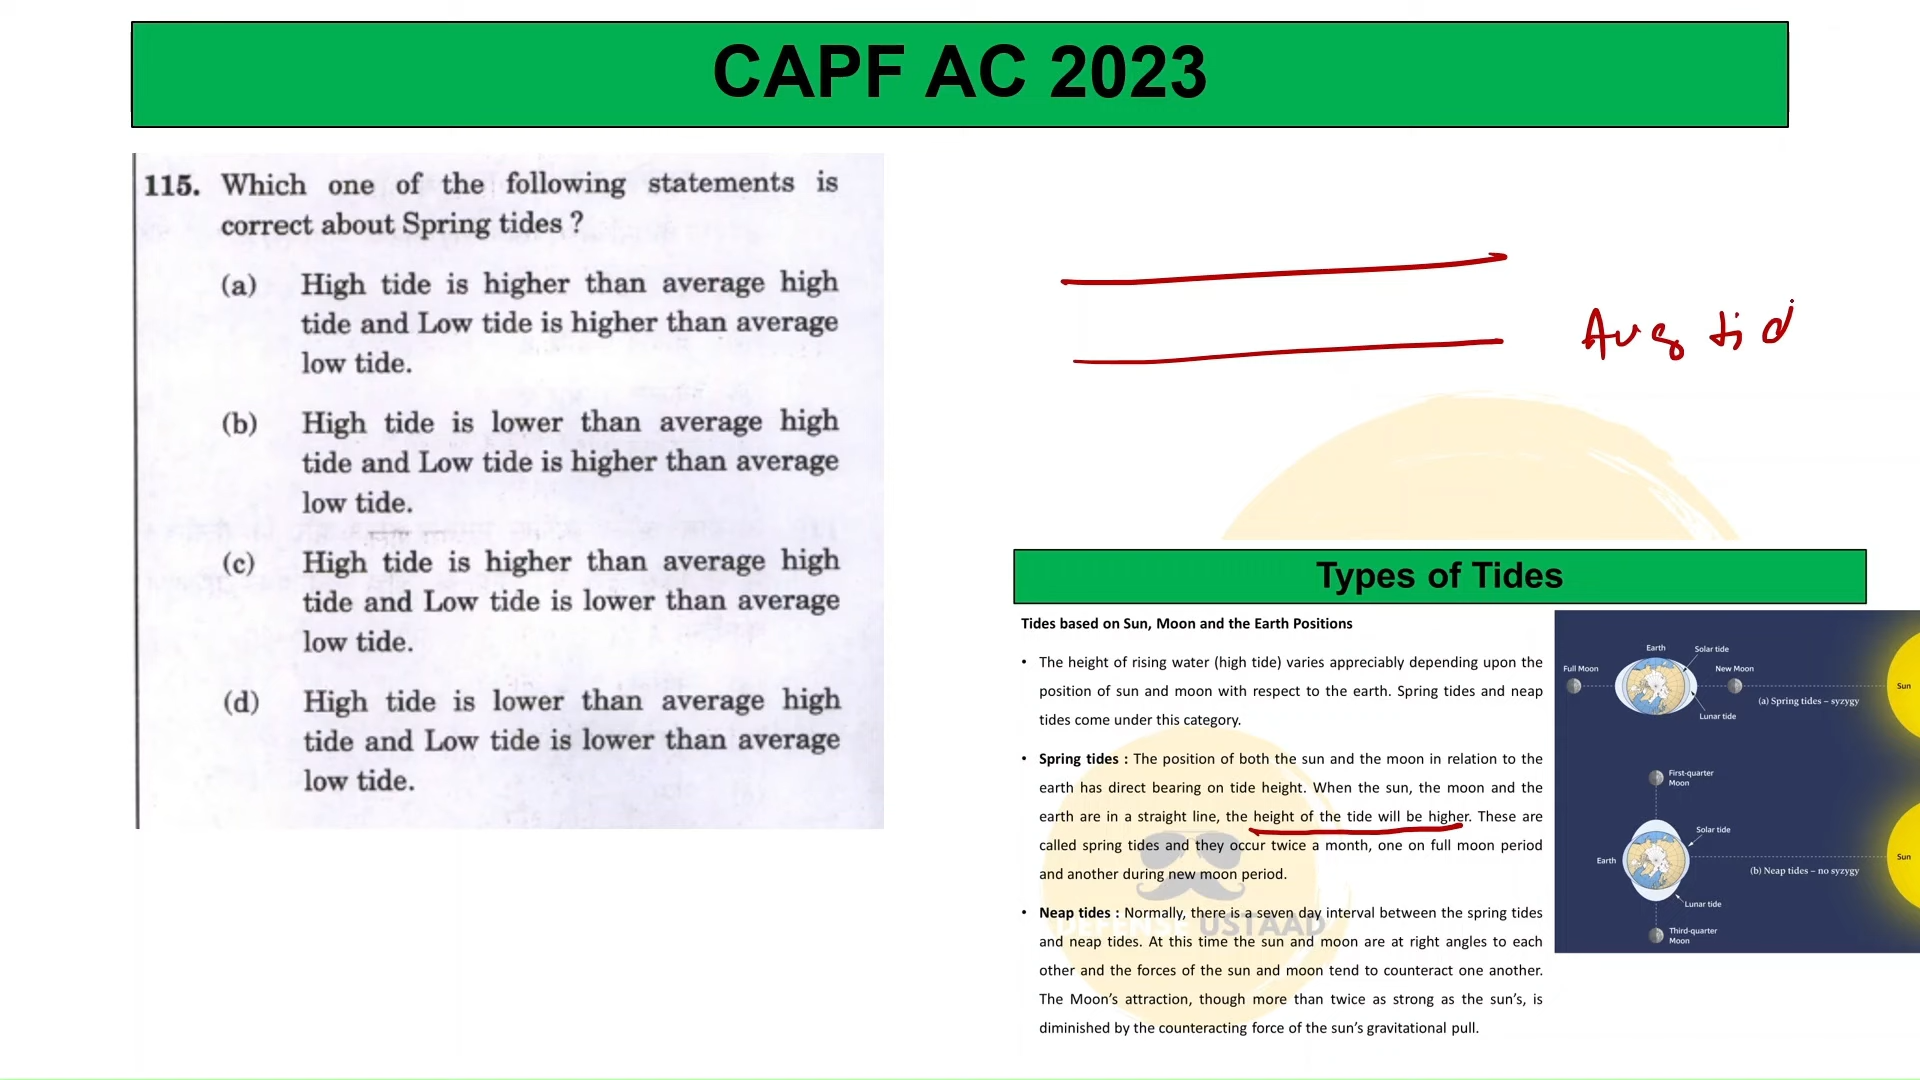 CAPF AC 2023
115. Which one of the following statements is
correct about Spring tides ?
(a) High tide is higher than average high
tide and Low tide is higher than average
low tide.
(b) High tide is lower than average high
tide and Low tide is higher than average
low tide.
(c) High tide is higher than average high
tide and Low tide is lower than average
low tide.
(d) High tide is lower than average high
tide and Low tide is lower than average
low tide.
Avg tid
Types of Tides
Tides based on Sun, Moon and the Earth Positions
• The height of rising water (high tide) varies appreciably depending upon the
position of sun and moon with respect to the earth. Spring tides and neap
tides come under this category.
• Spring tides : The position of both the sun and the moon in relation to the
earth has direct bearing on tide height. When the sun, the moon and the
earth are in a straight line, the height of the tide will be higher. These are
called spring tides and they occur twice a month, one on full moon period
and another during new moon period.
• Neap tides : Normally, there is a seven day interval between the spring tides
and neap tides. At this time the sun and moon are at right angles to each
other and the forces of the sun and moon tend to counteract one another.
The Moon's attraction, though more than twice as strong as the sun's, is
diminished by the counteracting force of the sun's gravitational pull.
DEFENSE USTAAD
Earth
Solar tide
Full Moon
New Moon
Sun
(a) Spring tides – syzygy
Lunar tide
First-quarter
Moon
Solar tide
Earth
Sun
(b) Neap tides – no syzygy
Lunar tide
Third-quarter
Moon